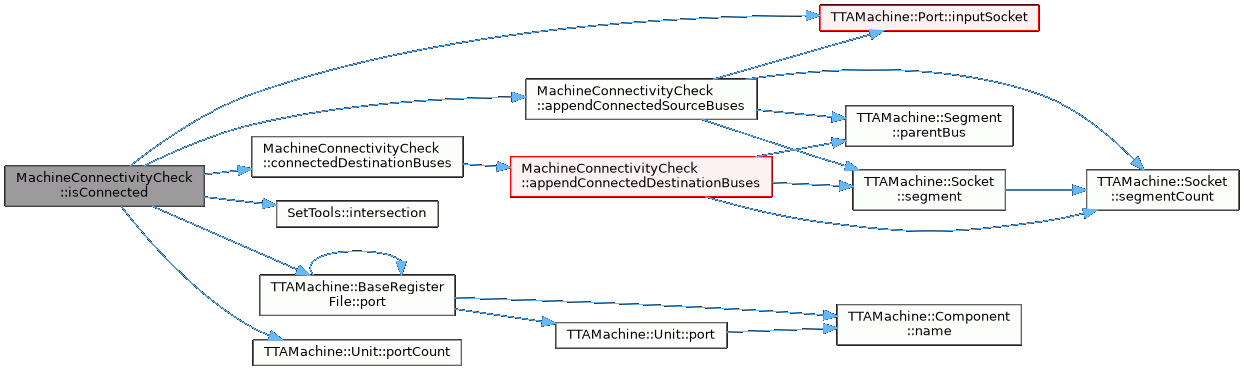 TTAMachine::Port::inputSocket
MachineConnectivityCheck
::appendConnectedSourceBuses
TTAMachine::Segment
::parentBus
MachineConnectivityCheck
::connectedDestinationBuses
MachineConnectivityCheck
::appendConnectedDestinationBuses
MachineConnectivityCheck
::isConnected
TTAMachine::Socket
::segment
TTAMachine::Socket
::segmentCount
SetTools::intersection
TTAMachine::BaseRegister
File::port
TTAMachine::Component
::name
TTAMachine::Unit::port
TTAMachine::Unit::portCount